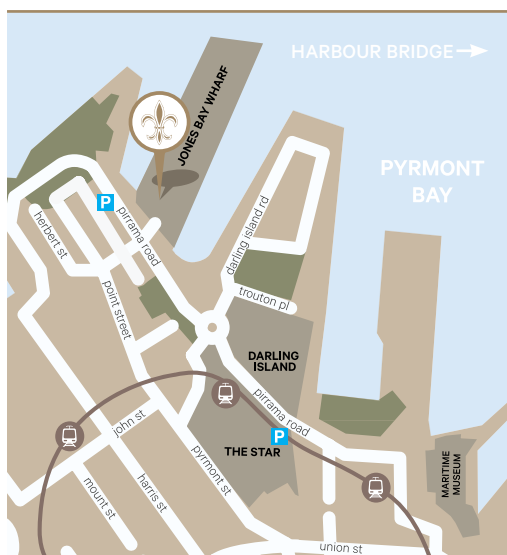 HARBOUR BRIDGE
JONES BAY WHARF
PYRMONT
BAY
P
pirrama road
herbert st
darling island rd
point street
trouton pl
DARLING
ISLAND
pirrama road
P
john st
THE STAR
pyrmont st
mount st
harris st
MARITIME
MUSEUM
union st